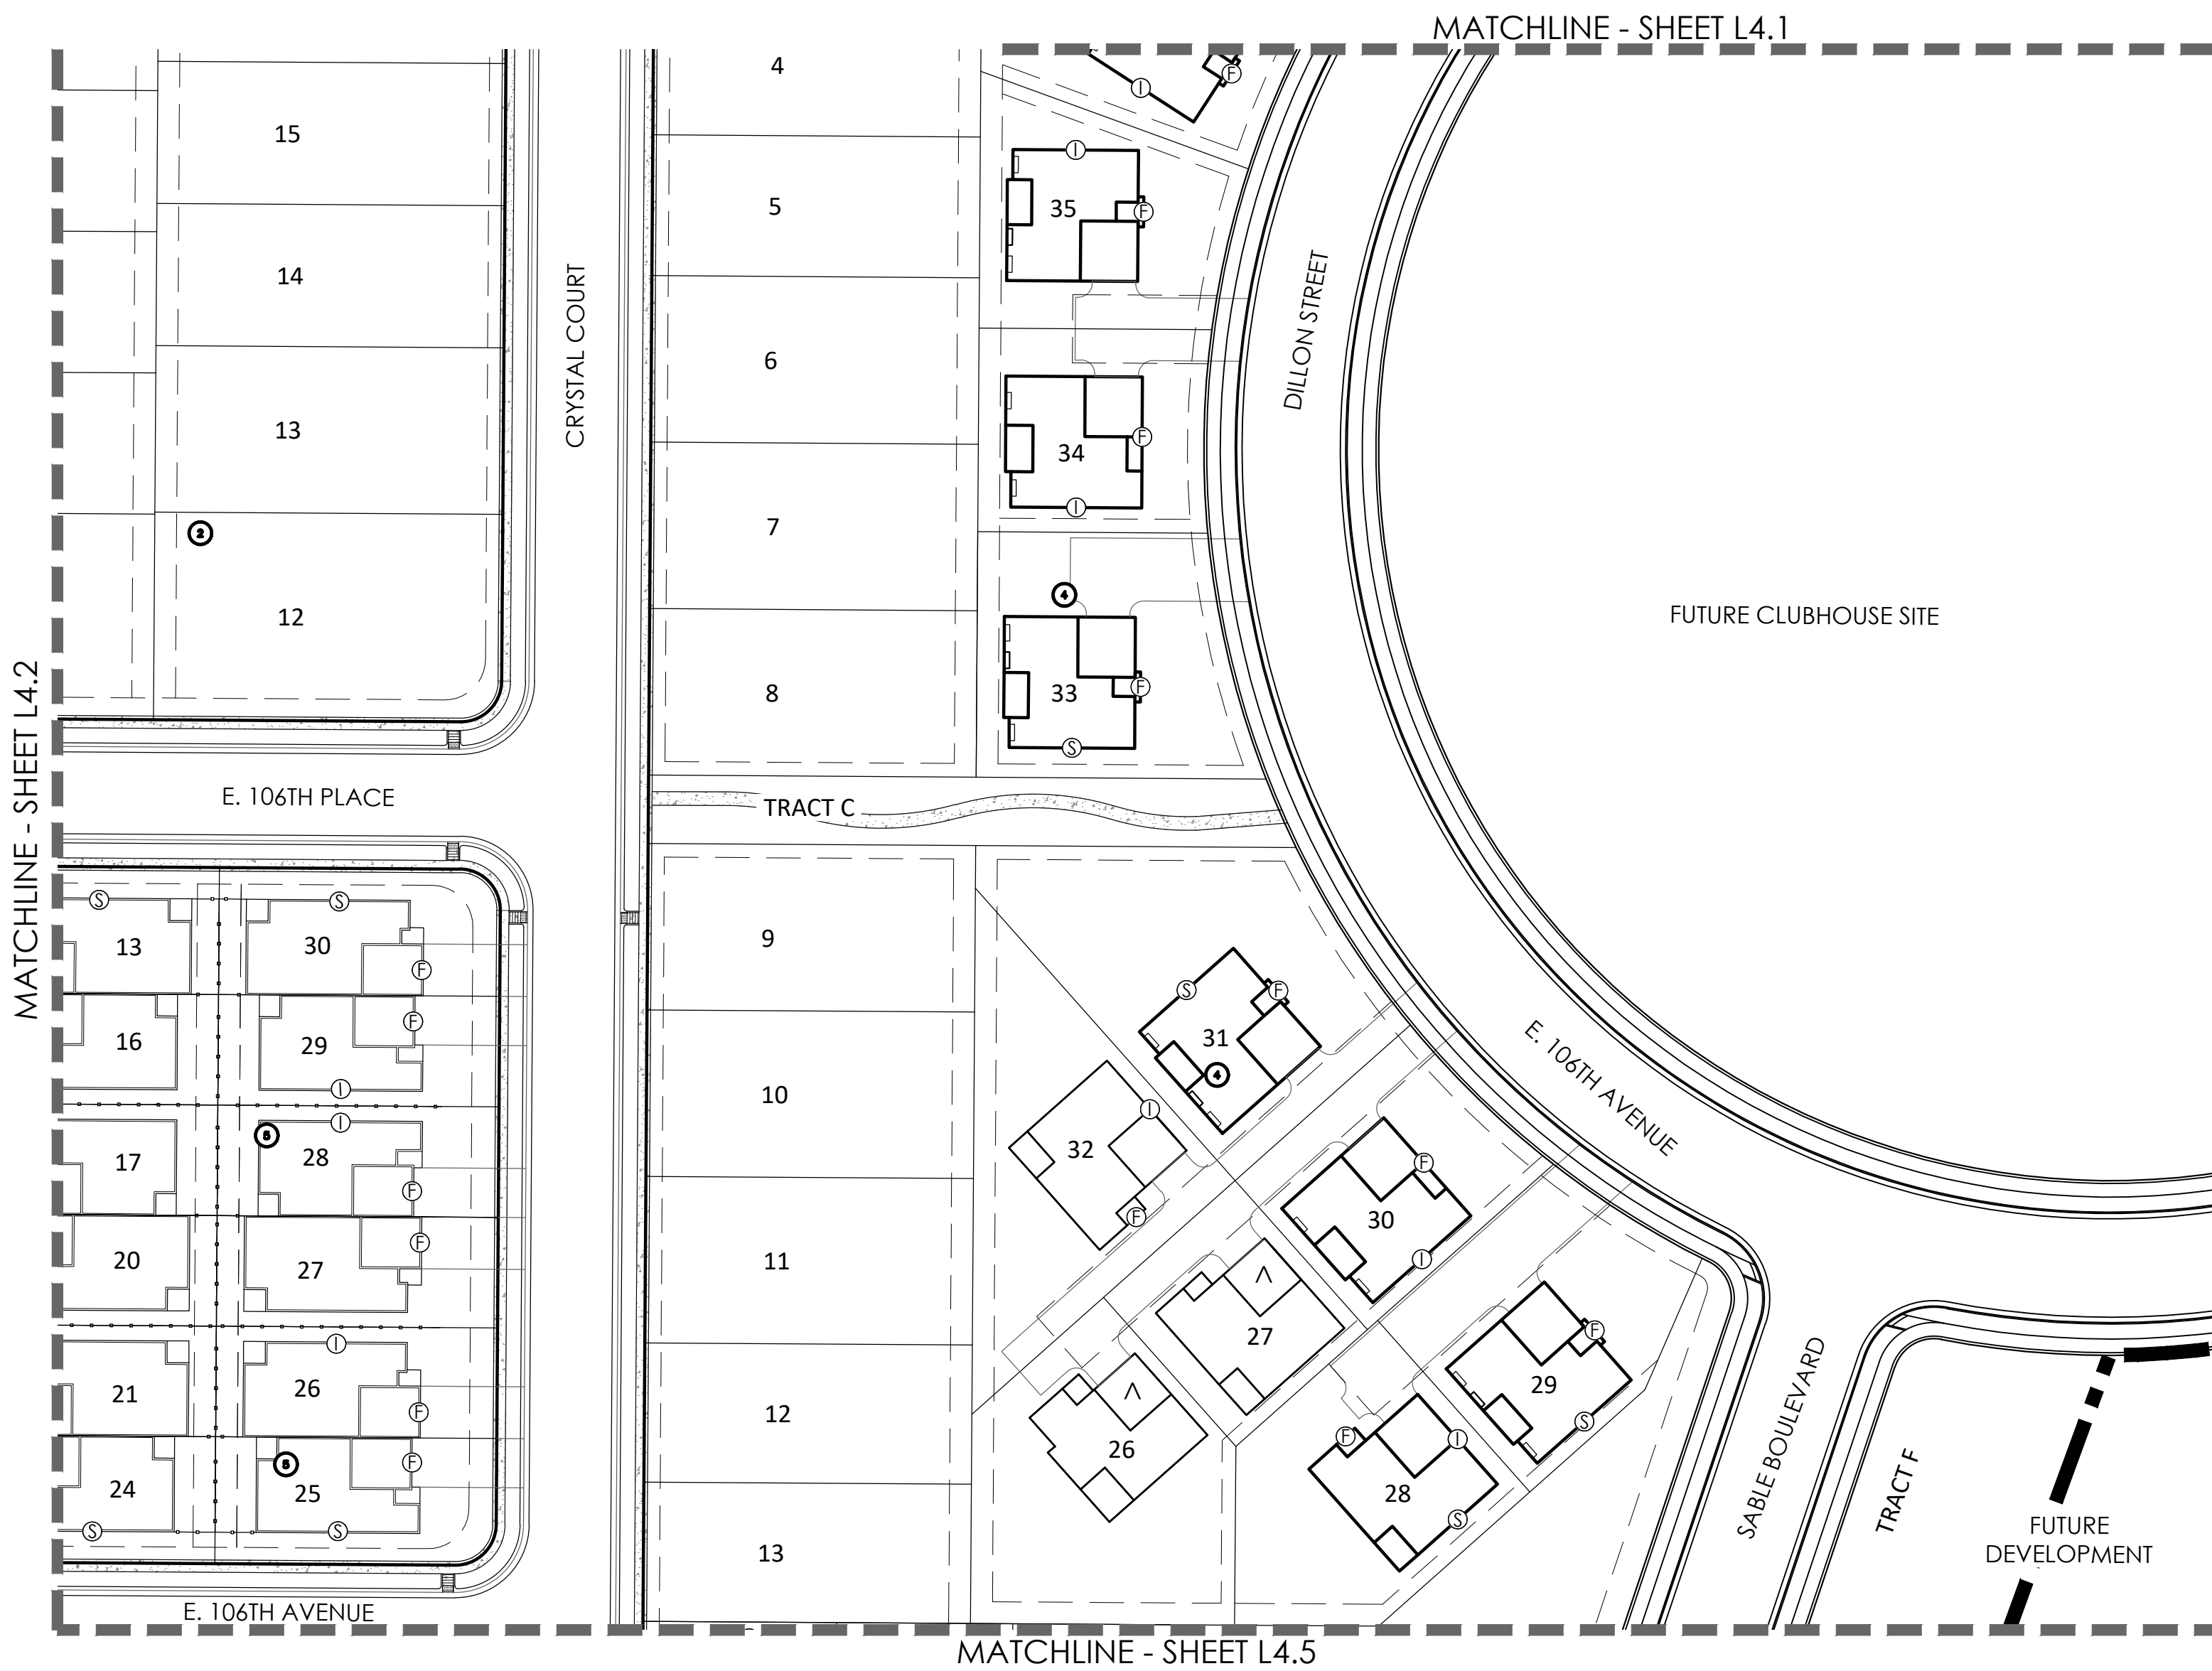 MATCHLINE - SHEET L4.1
MATCHLINE - SHEET L4.2
15
14
13
2
12
CRYSTAL COURT
4
5
6
7
8
I
F
I
35
F
DILLON STREET
34
F
I
4
33
F
S
FUTURE CLUBHOUSE SITE
E. 106TH PLACE
TRACT C
S
S
13
30
F
16
29
F
I
I
5
17
28
F
20
27
F
I
21
26
F
5
24
25
F
S
S
E. 106TH AVENUE
9
10
11
12
13
S
F
31
4
I
32
F
E. 106TH AVENUE
F
30
I
27
26
F
29
S
F
I
28
S
SABLE BOULEVARD
TRACT F
FUTURE
DEVELOPMENT
MATCHLINE - SHEET L4.5